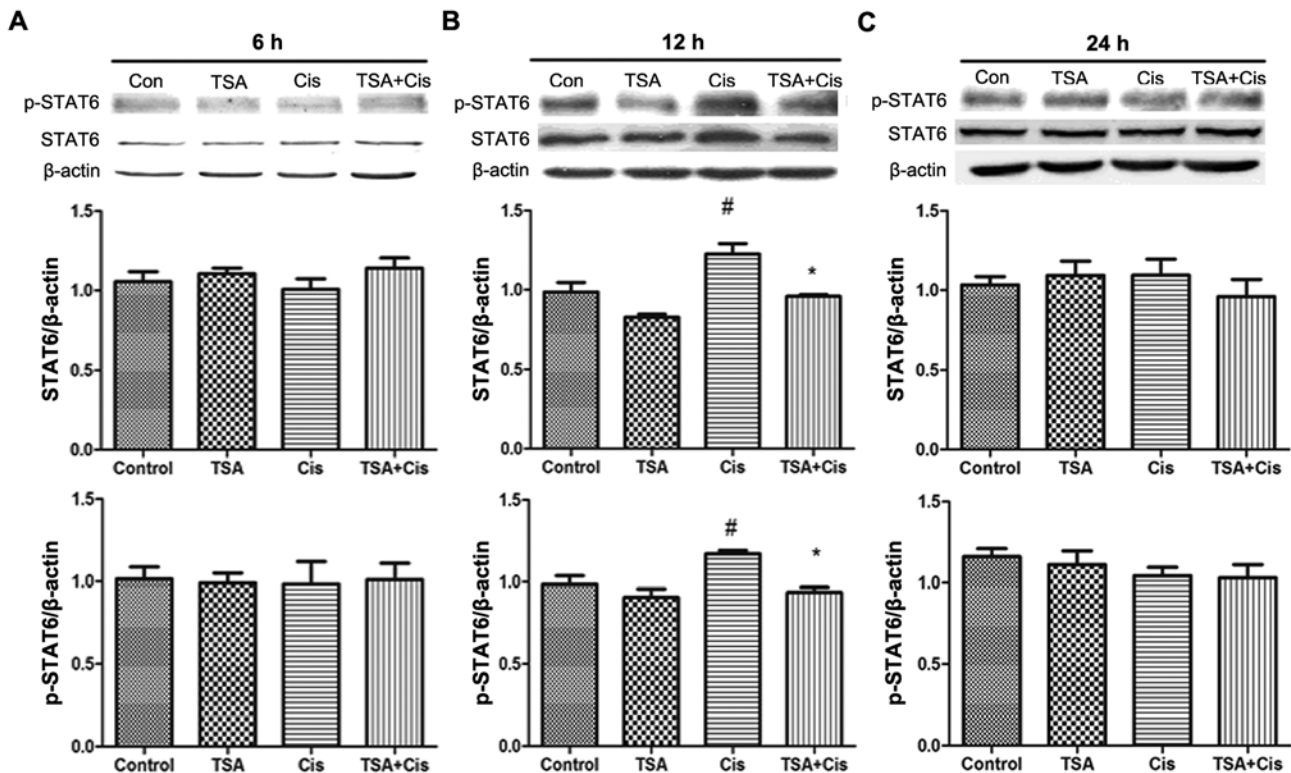 A
6 h
Con TSA Cis TSA+Cis
p-STAT6
STAT6
β-actin
1.5
1.0
0.5
0.0
STAT6/β-actin
Control TSA Cis TSA+Cis
1.5
1.0
0.5
0.0
p-STAT6/β-actin
Control TSA Cis TSA+Cis
B
12 h
Con TSA Cis TSA+Cis
p-STAT6
STAT6
β-actin
1.5
1.0
0.5
0.0
STAT6/β-actin
#
*
Control TSA Cis TSA+Cis
1.5
1.0
0.5
0.0
p-STAT6/β-actin
#
*
Control TSA Cis TSA+Cis
C
24 h
Con TSA Cis TSA+Cis
p-STAT6
STAT6
β-actin
1.5
1.0
0.5
0.0
STAT6/β-actin
Control TSA Cis TSA+Cis
1.5
1.0
0.5
0.0
p-STAT6/β-actin
Control TSA Cis TSA+Cis